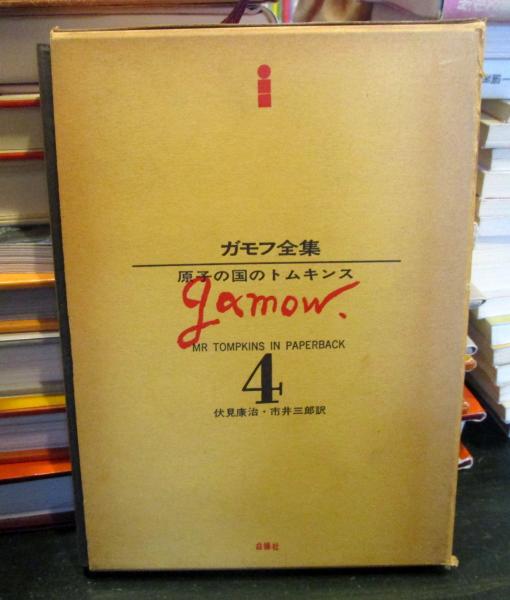 ガモフ全集
原子の国のトムキンス
gamow.
MR TOMPKINS IN PAPERBACK
4
伏見康治・市井三郎訳
白揚社